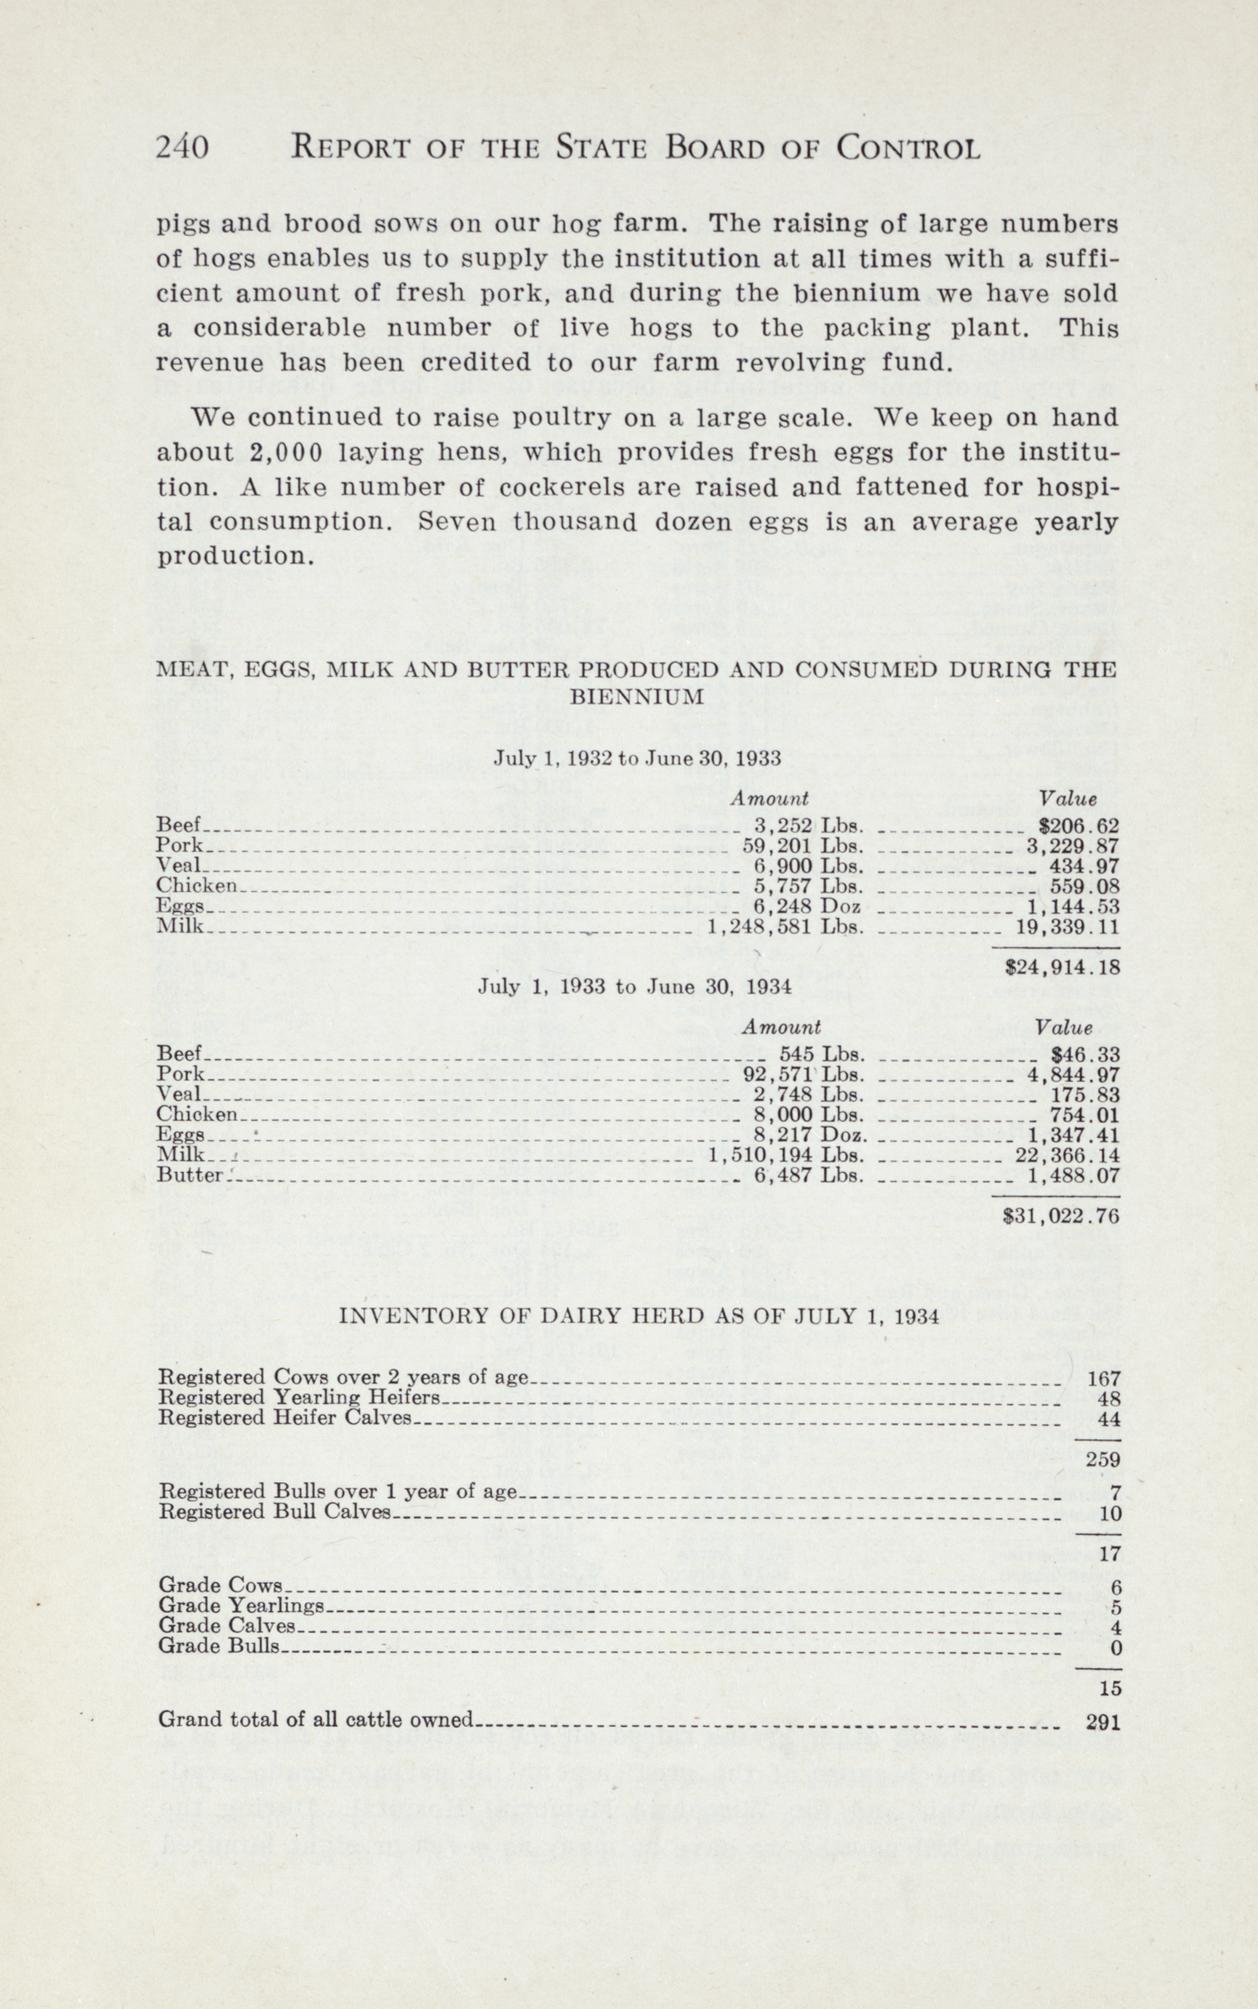 240 REPORT OF THE STATE BOARD OF CONTROL
pigs and brood sows on our hog farm. The raising of large numbers
of hogs enables us to supply the institution at all times with a suffi-
cient amount of fresh pork, and during the biennium we have sold
a considerable number of live hogs to the packing plant. This
revenue has been credited to our farm revolving fund.
We continued to raise poultry on a large scale. We keep on hand
about 2,000 laying hens, which provides fresh eggs for the institu-
tion. A like number of cockerels are raised and fattened for hospi-
tal consumption. Seven thousand dozen eggs is an average yearly
production.
MEAT, EGGS, MILK AND BUTTER PRODUCED AND CONSUMED DURING THE
BIENNIUM
July 1, 1932 to June 30, 1933
Amount Value
Beef 3,252 Lbs. $206.62
Pork 59,201 Lbs. 3,229.87
Veal 6,900 Lbs. 434.97
Chicken 5,757 Lbs. 559.08
Eggs 6,248 Doz 1,144.53
Milk 1,248,581 Lbs. 19,339.11
$24,914.18
July 1, 1933 to June 30, 1934
Amount Value
Beef 545 Lbs. $46.33
Pork 92,571 Lbs. 4,844.97
Veal 2,748 Lbs. 175.83
Chicken 8,000 Lbs. 754.01
Eggs 8,217 Doz. 1,347.41
Milk 1,510,194 Lbs. 22,366.14
Butter 6,487 Lbs. 1,488.07
$31,022.76
INVENTORY OF DAIRY HERD AS OF JULY 1, 1934
Registered Cows over 2 years of age 167
Registered Yearling Heifers 48
Registered Heifer Calves 44
259
Registered Bulls over 1 year of age 7
Registered Bull Calves 10
17
Grade Cows 6
Grade Yearlings 5
Grade Calves 4
Grade Bulls 0
15
Grand total of all cattle owned 291